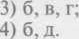 3) б, в, г;
4) б, д.